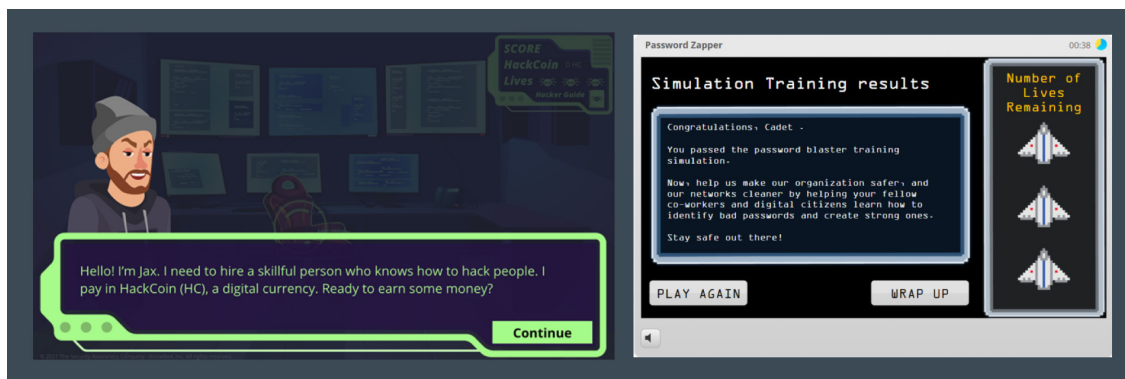 SCORE
HackCoin 0 HC
Lives
Hacker Guide
Hello! I'm Jax. I need to hire a skillful person who knows how to hack people. I
pay in HackCoin (HC), a digital currency. Ready to earn some money?
Continue
Password Zapper
00:38
Simulation Training results
Number of
Lives
Remaining
Congratulations, Cadet .
You passed the password blaster training
simulation.
Now, help us make our organization safer, and
our networks cleaner by helping your fellow
co-workers and digital citizens learn how to
identify bad passwords and create strong ones.
Stay safe out there!
PLAY AGAIN
WRAP UP